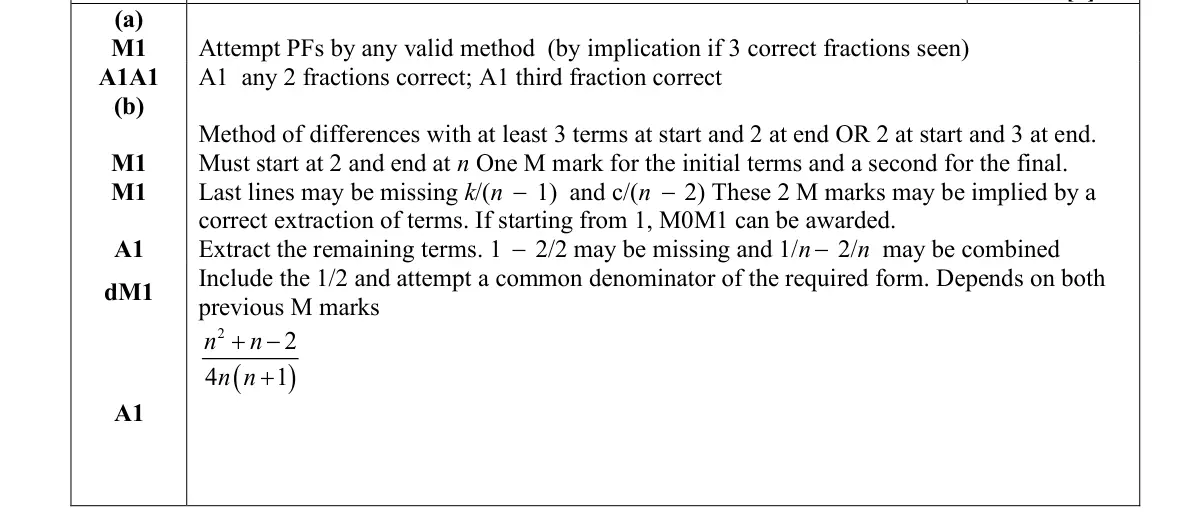 (a)
M1 Attempt PFs by any valid method (by implication if 3 correct fractions seen)
A1A1 A1 any 2 fractions correct; A1 third fraction correct
(b)
Method of differences with at least 3 terms at start and 2 at end OR 2 at start and 3 at end.
M1 Must start at 2 and end at n One M mark for the initial terms and a second for the final.
M1 Last lines may be missing k/(n − 1) and c/(n − 2) These 2 M marks may be implied by a
correct extraction of terms. If starting from 1, M0M1 can be awarded.
A1 Extract the remaining terms. 1 − 2/2 may be missing and 1/n − 2/n may be combined
Include the 1/2 and attempt a common denominator of the required form. Depends on both
dM1
previous M marks
n² + n − 2
4n(n+1)
A1